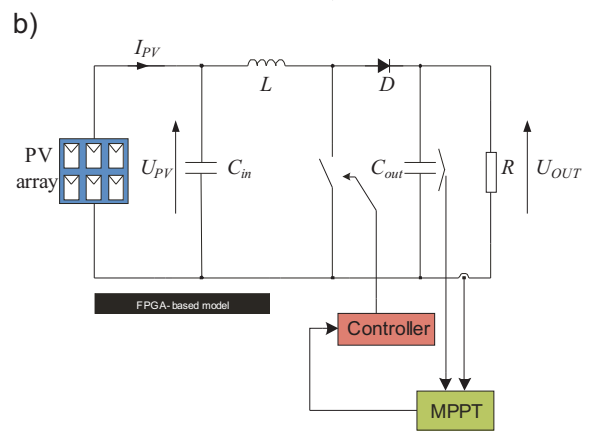 b)
I_PV
L
D
PV
array
U_PV
C_in
C_out
R
U_OUT
FPGA-based model
Controller
MPPT